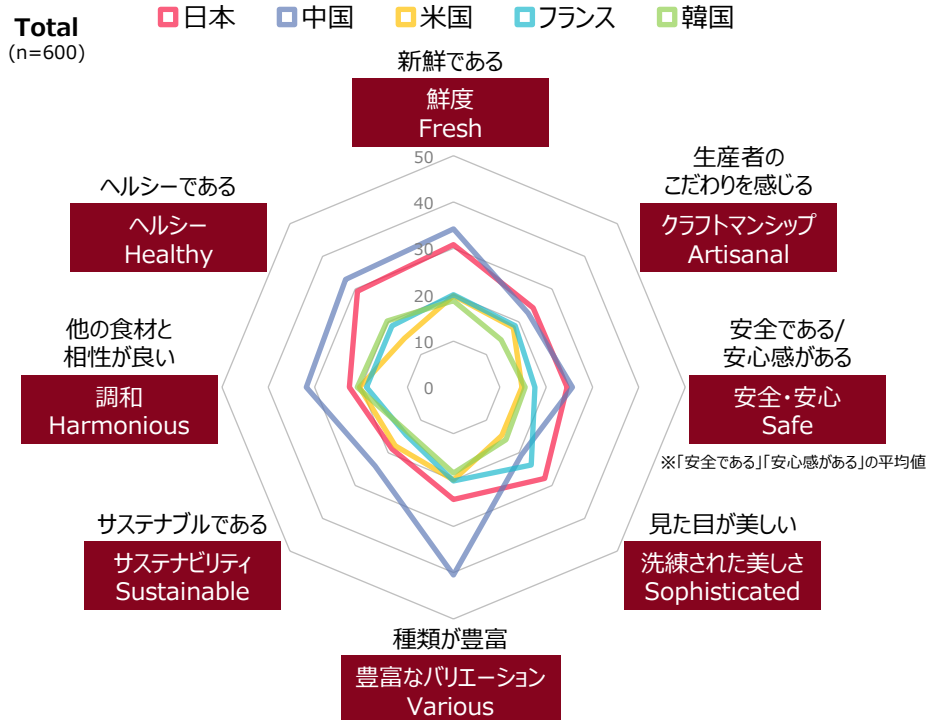 Total
(n=600)
日本 中国 米国 フランス 韓国
新鮮である
鮮度
Fresh
生産者の
こだわりを感じる
クラフトマンシップ
Artisanal
安全である/
安心感がある
安全・安心
Safe
※「安全である」「安心感がある」の平均値
見た目が美しい
洗練された美しさ
Sophisticated
種類が豊富
豊富なバリエーション
Various
サステナブルである
サステナビリティ
Sustainable
他の食材と
相性が良い
調和
Harmonious
ヘルシーである
ヘルシー
Healthy
50
40
30
20
10
0